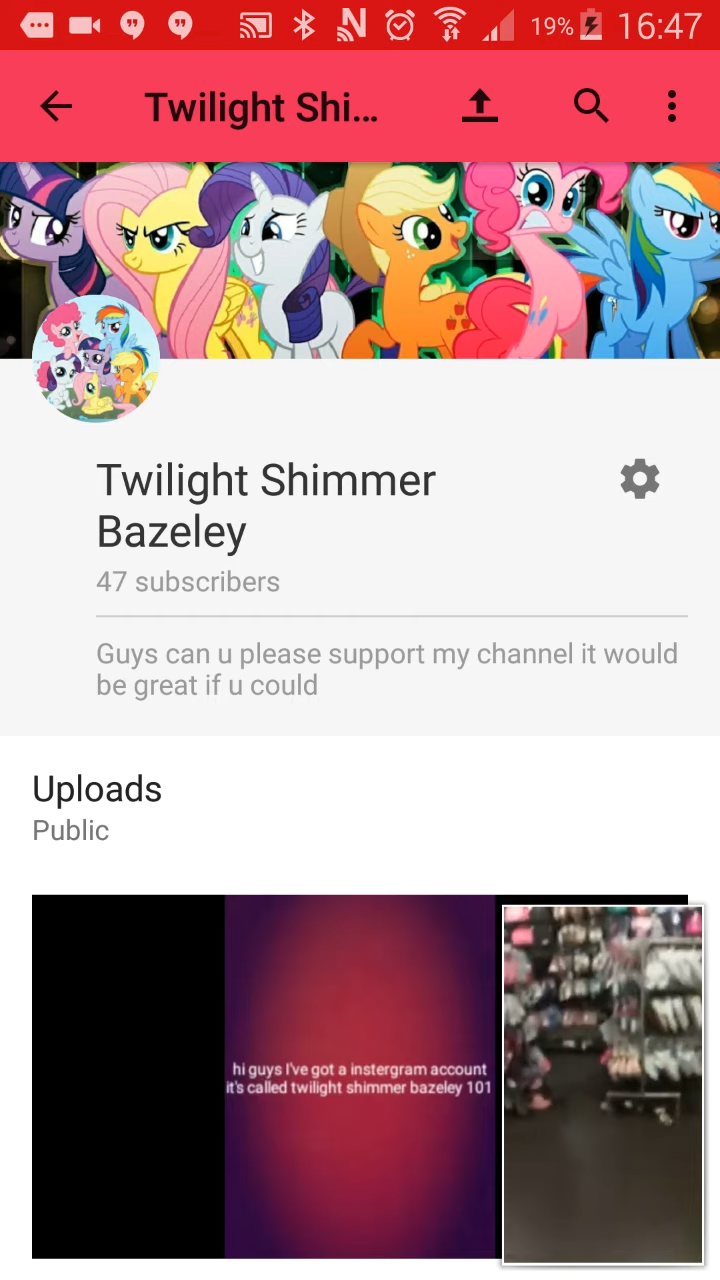 19% 16:47
Twilight Shi...
Twilight Shimmer
Bazeley
47 subscribers
Guys can u please support my channel it would
be great if u could
Uploads
Public
hi guys I've got a instergram account
it's called twilight shimmer bazeley 101